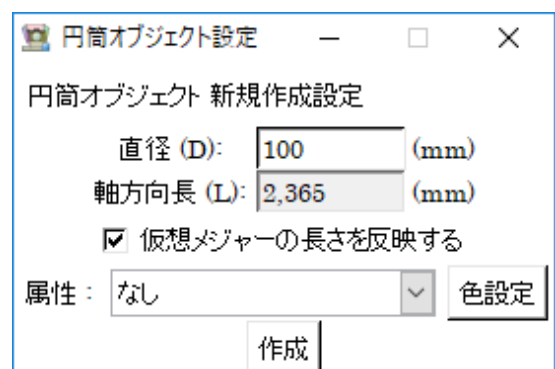 円筒オブジェクト設定
円筒オブジェクト 新規作成設定
直径 (D): 100 (mm)
軸方向長 (L): 2,365 (mm)
仮想メジャーの長さを反映する
属性： なし 色設定
作成